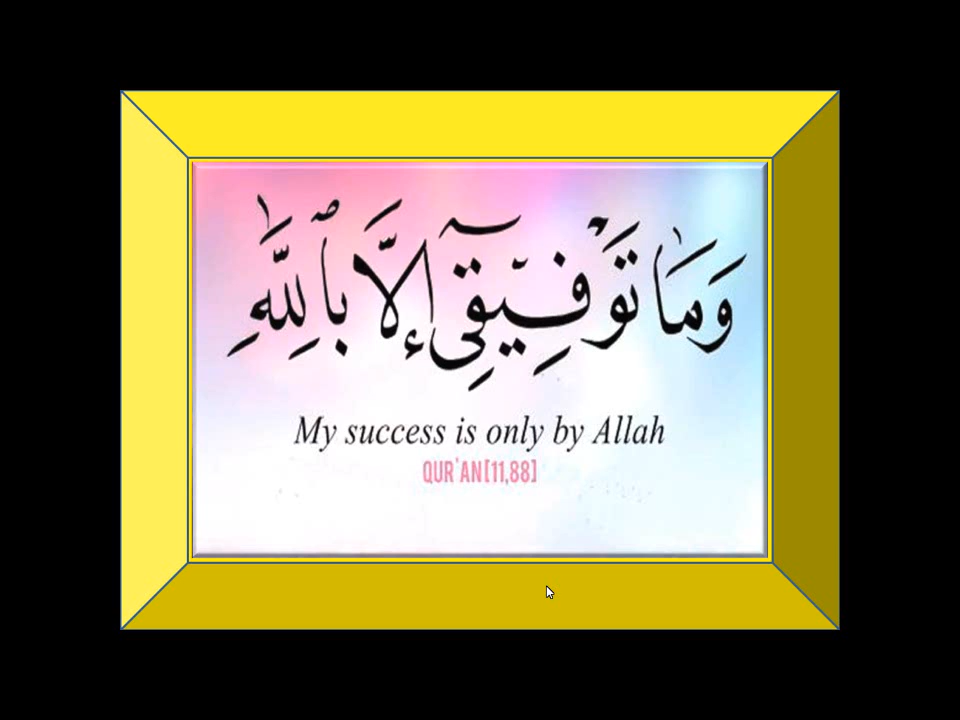 وَمَا تَوْفِيقِىٓ إِلَّا بِٱللَّهِ
My success is only by Allah
QUR'AN[11,88]